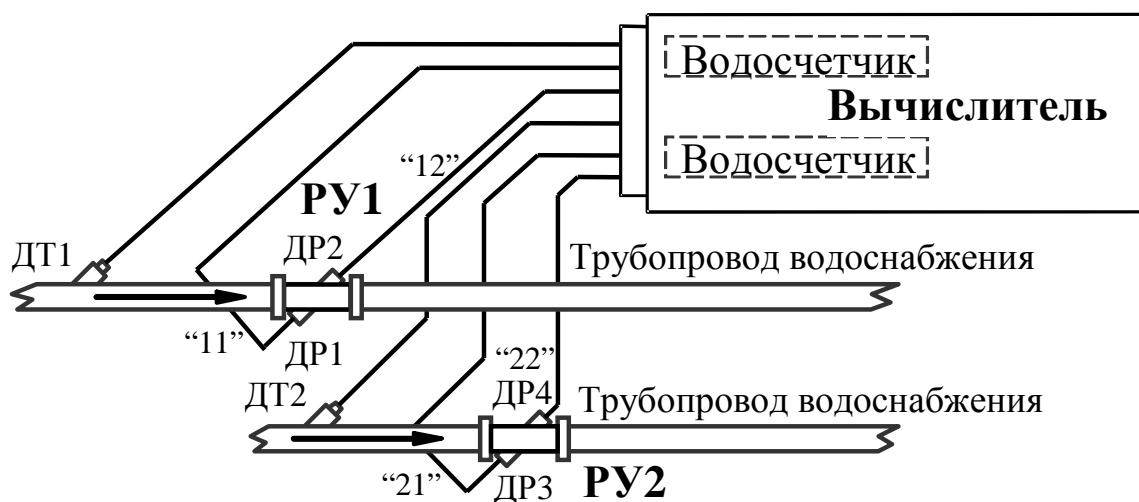 Водосчетчик
Вычислитель
Водосчетчик
“12”
РУ1
ДТ1
ДР2
Трубопровод водоснабжения
“11”
ДР1
“22”
ДТ2
ДР4
Трубопровод водоснабжения
“21”
ДР3
РУ2